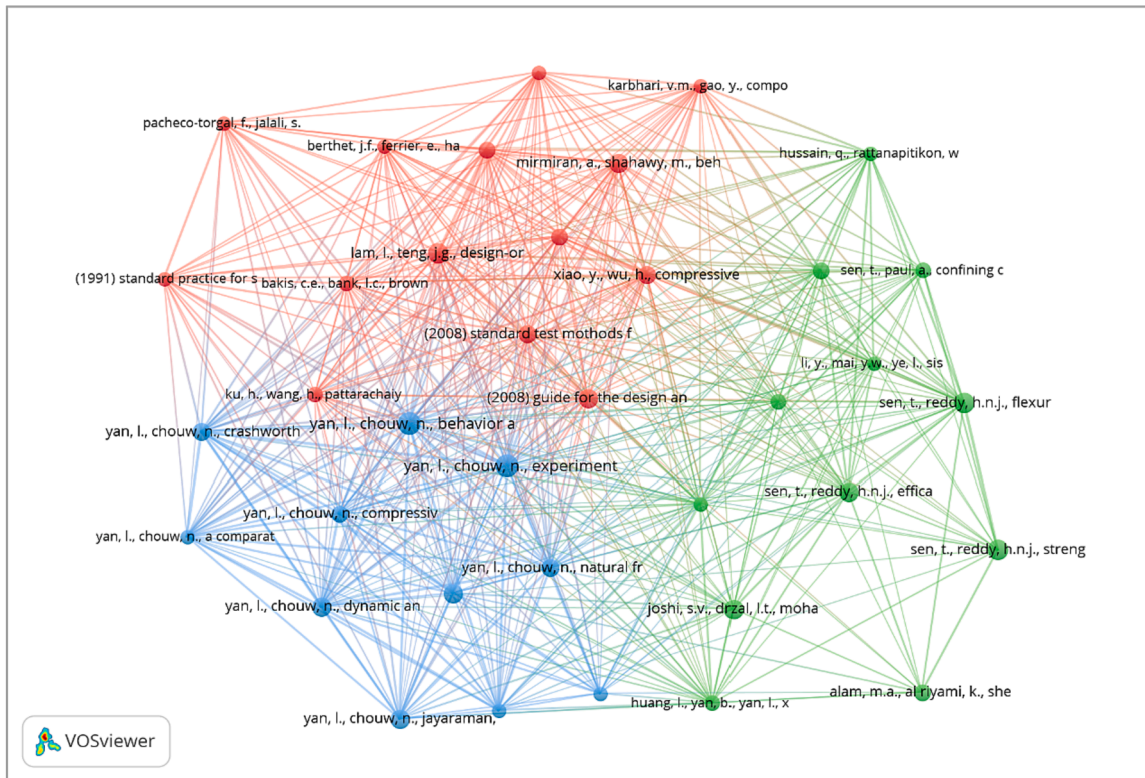 karbhari, v.m., gao, y., compo
pacheco-torgal, f., jalali, s.
berthet, j.f., ferrier, e., ha
hussain, q., rattanapitikon, w
mirmiran, a., shahawy, m., beh
lam, l., teng, j.g., design-or
xiao, y., wu, h., compressive
sen, t., paul, a., confining c
(1991) standard practice for s
bakis, c.e., bank, l.c., brown
(2008) standard test mothods f
li, y., mai, y.w., ye, l., sis
ku, h., wang, h., pattarachaiy
(2008) guide for the design an
sen, t., reddy, h.n.j., flexur
yan, l., chouw, n., crashworth
yan, l., chouw, n., behavior a
yan, l., chouw, n., experiment
sen, t., reddy, h.n.j., effica
yan, l., chouw, n., compressiv
yan, l., chouw, n., a comparat
sen, t., reddy, h.n.j., streng
yan, l., chouw, n., natural fr
yan, l., chouw, n., dynamic an
joshi, s.v., drzal, l.t., moha
alam, m.a., al riyami, k., she
huang, l., yan, b., yan, l., x
yan, l., chouw, n., jayaraman,
VOSviewer